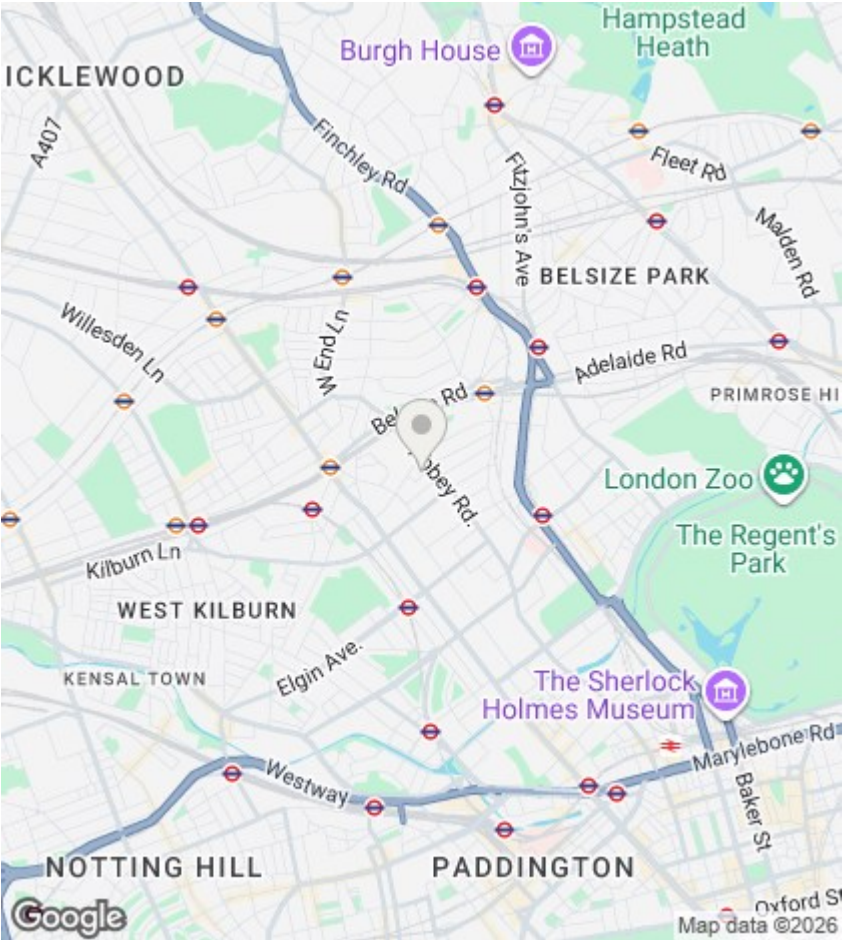 Hampstead
Heath
Burgh House
ICKLEWOOD
A407
Finchley Rd
Fitzjohn's Ave
Fleet Rd
Malden Rd
BELSIZE PARK
Willesden Ln
W End Ln
Adelaide Rd
PRIMROSE HI
Rd
Rd.
London Zoo
The Regent's
Park
Kilburn Ln
WEST KILBURN
Elgin Ave.
KENSAL TOWN
The Sherlock
Holmes Museum
Marylebone Rd
Westway
Baker St
NOTTING HILL
PADDINGTON
Oxford St
Google
Map data ©2026